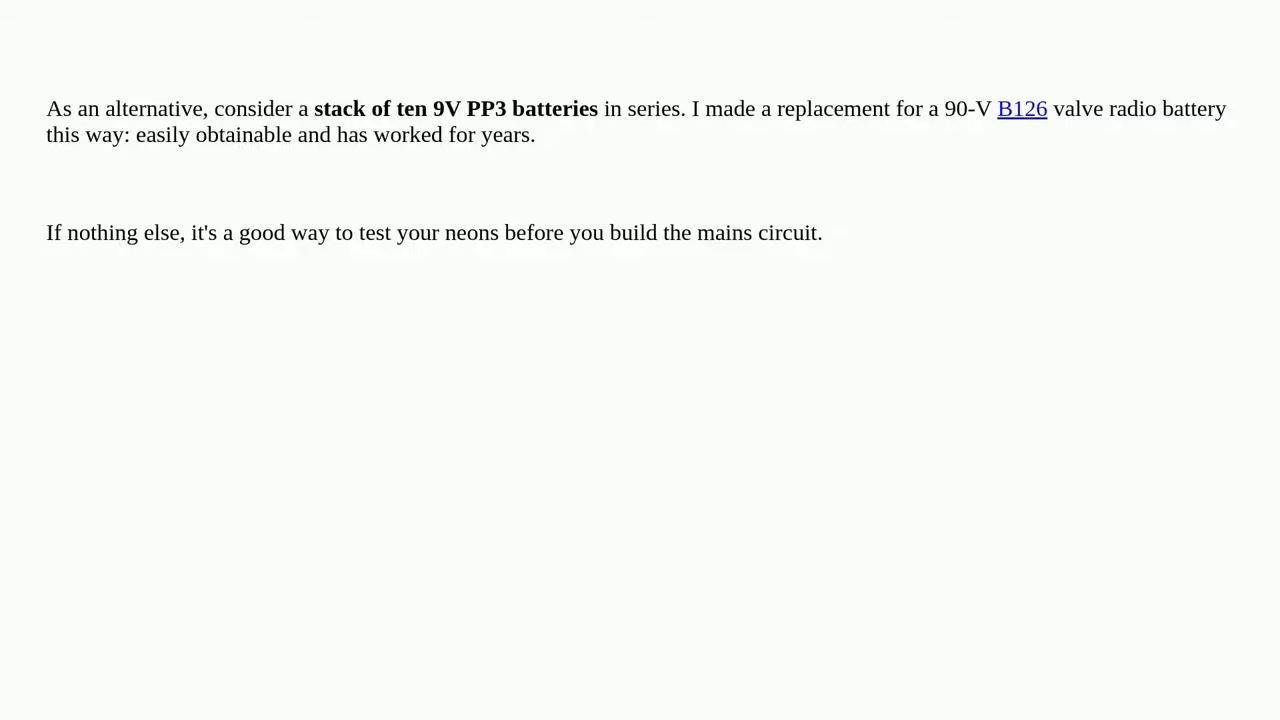 As an alternative, consider a stack of ten 9V PP3 batteries in series. I made a replacement for a 90-V B126 valve radio battery
this way: easily obtainable and has worked for years.
If nothing else, it's a good way to test your neons before you build the mains circuit.